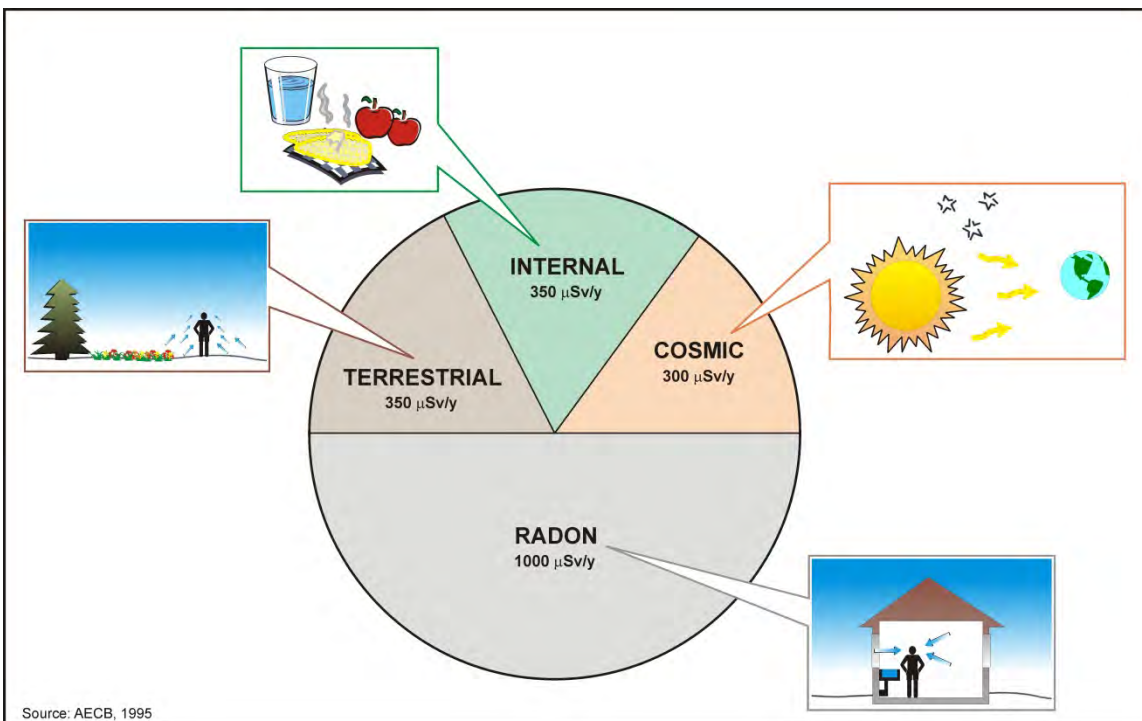 INTERNAL
350 μSv/y
COSMIC
300 μSv/y
TERRESTRIAL
350 μSv/y
RADON
1000 μSv/y
Source: AECB, 1995